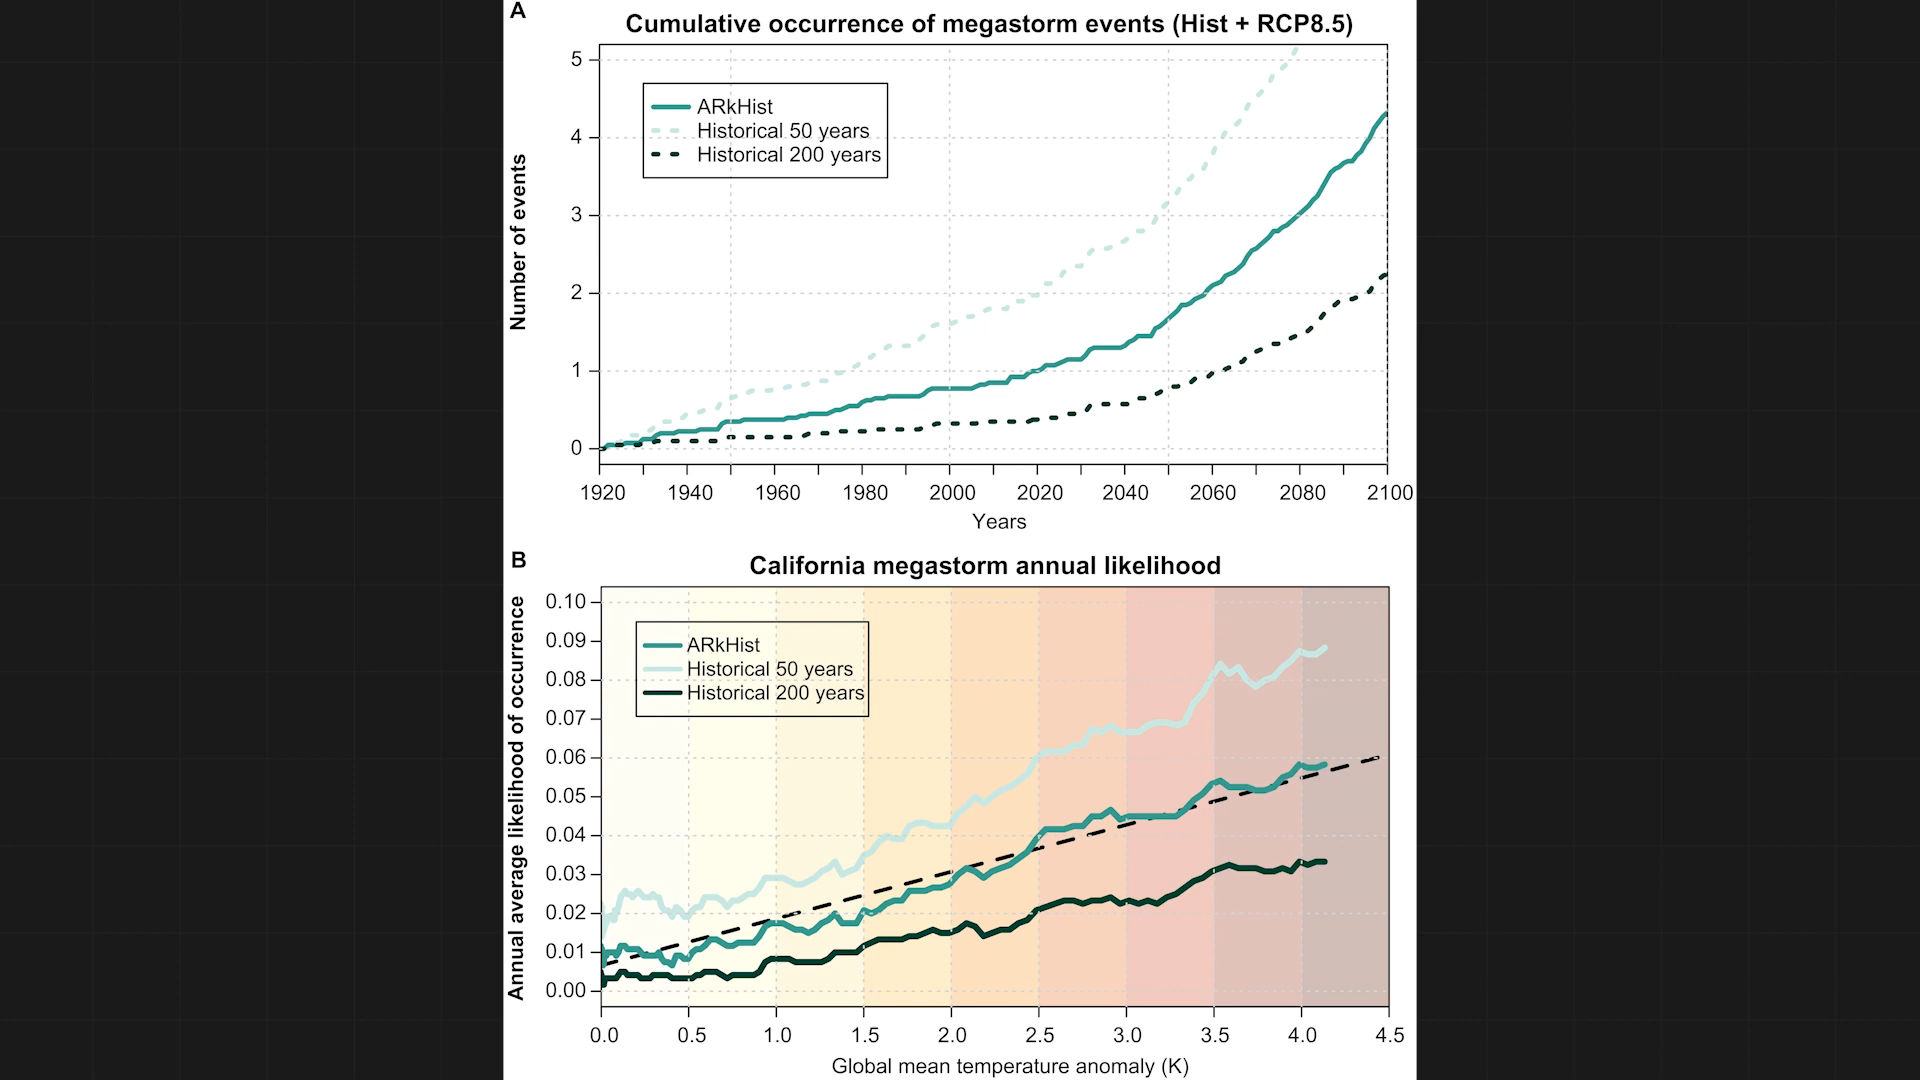 A
Cumulative occurrence of megastorm events (Hist + RCP8.5)
Number of events
5
4
3
2
1
0
ARkHist
Historical 50 years
Historical 200 years
1920 1940 1960 1980 2000 2020 2040 2060 2080 2100
Years
B
California megastorm annual likelihood
Annual average likelihood of occurrence
0.10
0.09
0.08
0.07
0.06
0.05
0.04
0.03
0.02
0.01
0.00
ARkHist
Historical 50 years
Historical 200 years
0.0 0.5 1.0 1.5 2.0 2.5 3.0 3.5 4.0 4.5
Global mean temperature anomaly (K)